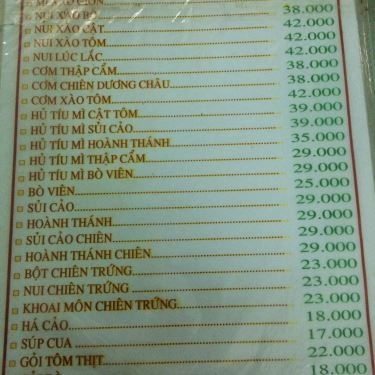 NUI XÀO BÒ 38.000
NUI XÀO CẬT 42.000
NUI XÀO TÔM 42.000
NUI LÚC LẮC 42.000
CƠM THẬP CẨM 38.000
CƠM CHIÊN DƯƠNG CHÂU 38.000
CƠM XÀO TÔM 42.000
HỦ TÍU MÌ CẬT TÔM 39.000
HỦ TÍU MÌ SỦI CẢO 39.000
HỦ TÍU MÌ HOÀNH THÁNH 35.000
HỦ TÍU MÌ THẬP CẨM 29.000
HỦ TÍU MÌ BÒ VIÊN 29.000
BÒ VIÊN 25.000
SỦI CẢO 29.000
HOÀNH THÁNH 29.000
SỦI CẢO CHIÊN 29.000
HOÀNH THÁNH CHIÊN 29.000
BỘT CHIÊN TRỨNG 23.000
NUI CHIÊN TRỨNG 23.000
KHOAI MÔN CHIÊN TRỨNG 23.000
HÁ CẢO 18.000
SÚP CUA 17.000
GỎI TÔM THỊT 22.000
18.000